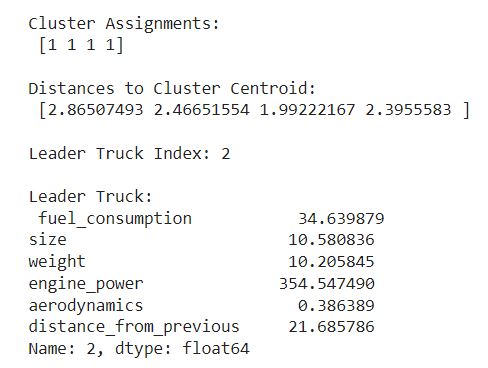 Cluster Assignments:
[1 1 1 1]
Distances to Cluster Centroid:
[2.86507493 2.46651554 1.99222167 2.3955583 ]
Leader Truck Index: 2
Leader Truck:
fuel_consumption 34.639879
size 10.580836
weight 10.205845
engine_power 354.547490
aerodynamics 0.386389
distance_from_previous 21.685786
Name: 2, dtype: float64